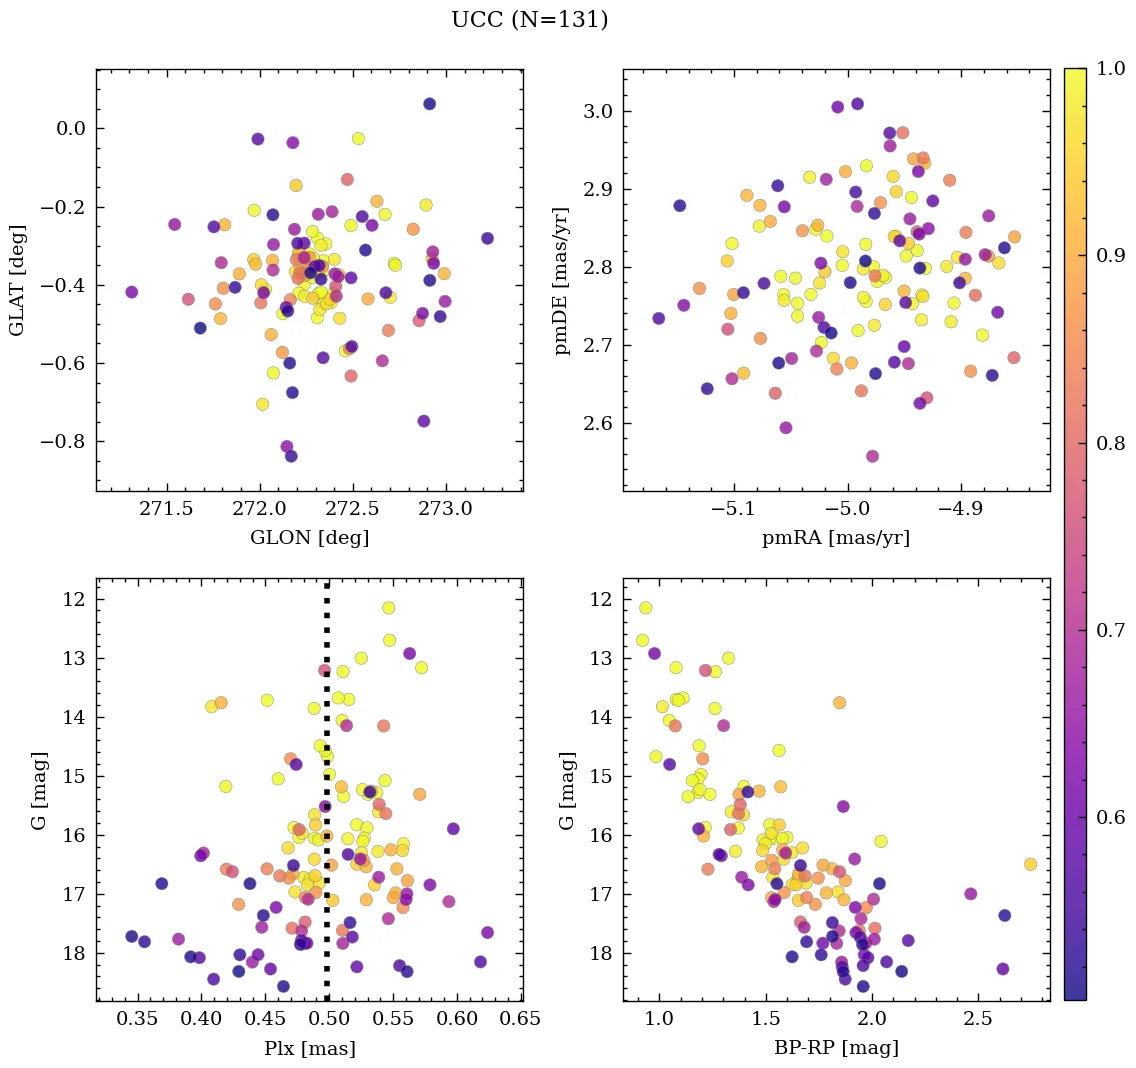 UCC (N=131)
0.0
−0.2
−0.4
−0.6
−0.8
GLAT [deg]
271.5 272.0 272.5 273.0
GLON [deg]
3.0
2.9
2.8
2.7
2.6
pmDE [mas/yr]
−5.1 −5.0 −4.9
pmRA [mas/yr]
12
13
14
15
16
17
18
G [mag]
0.35 0.40 0.45 0.50 0.55 0.60 0.65
Plx [mas]
12
13
14
15
16
17
18
G [mag]
1.0 1.5 2.0 2.5
BP-RP [mag]
1.0
0.9
0.8
0.7
0.6